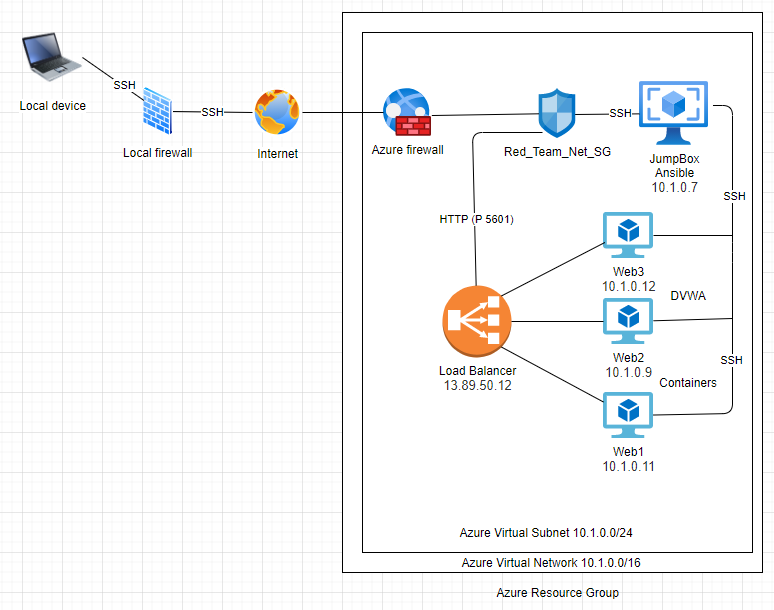 SSH
Local device
SSH
Local firewall
Internet
Azure firewall
Red_Team_Net_SG
SSH
JumpBox
Ansible
10.1.0.7
SSH
HTTP (P 5601)
Web3
10.1.0.12
DVWA
Load Balancer
13.89.50.12
Web2
10.1.0.9
SSH
Containers
Web1
10.1.0.11
Azure Virtual Subnet 10.1.0.0/24
Azure Virtual Network 10.1.0.0/16
Azure Resource Group